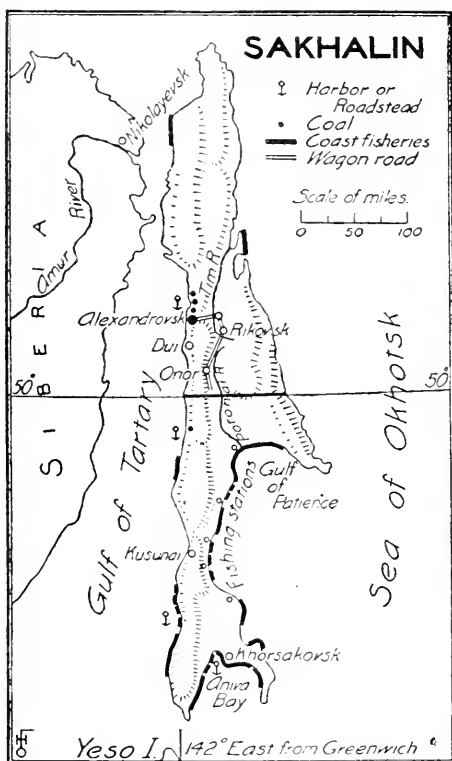 SAKHALIN
Harbor or
Roadstead
Coal
Coast fisheries
Wagon road
Scale of miles.
0 50 100
Nikolayevsk
Amur River
SIBERIA
Tim R.
Alexandrovsk
Rikovsk
Dui
Onor
50°
50°
Poronai R.
Gulf of Tartary
Sea of Okhotsk
Gulf
of
Patience
Fishing stations
Kusunai
Khorsakovsk
Aniva
Bay
Yeso I.
142° East from Greenwich